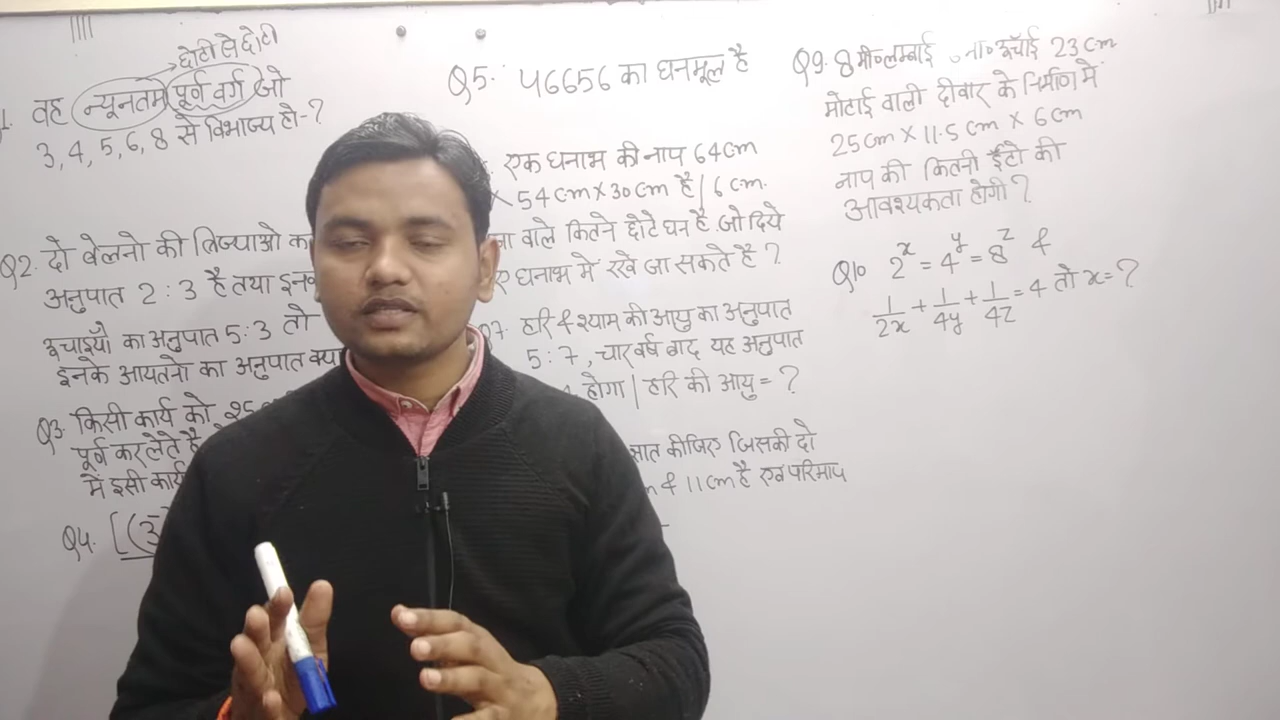 छोटी से छोटी
वह न्यूनतम पूर्ण वर्ग जो
3, 4, 5, 6, 8 से विभाज्य हो-?
Q2. दो वेलनो की त्रिज्याओ का
अनुपात 2 : 3 है तथा इनके
ऊचाइयों का अनुपात 5:3 तो
इनके आयतनो का अनुपात क्या
Q3. किसी कार्य को 25
पूर्ण कर लेते है
में इसी कार्य
Q4. [(3
Q5. 46656 का घनमूल है
एक घनाभ की नाप 64cm
× 54 cm × 30 cm है | 6 cm.
वाले कितने छोटे घन है जो दिये
घनाभ में रखे जा सकते है ?
Q7. हरि & श्याम की आयु का अनुपात
5 : 7 , चार वर्ष बाद यह अनुपात
होगा | हरि की आयु = ?
ज्ञात कीजिए जिसकी दो
& 11 cm है एवं परिमाप
Q9. 8 मी० लम्बाई ऊँचाई 23 cm
मोटाई वाली दीवार के निर्माण में
25 cm × 11.5 cm × 6 cm
नाप की कितनी ईंटो की
आवश्यकता होगी ?
Q10 2^x = 4^y = 8^z &
1/2x + 1/4y + 1/4z = 4 तो x = ?